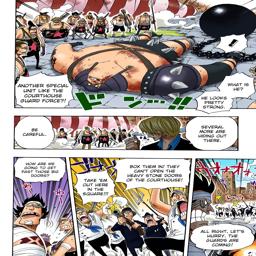 ANOTHER SPECIAL
UNIT LIKE THE
COURTHOUSE
GUARD FORCE?!
WHAT IS
HE?
HE LOOKS
PRETTY
STRONG.
ドン
BE
CAREFUL.
SEVERAL
MORE ARE
HIDING OUT
THERE.
HOW ARE WE
GOING TO GET
PAST THOSE
BIG
DOORS?
BOX THEM IN! THEY
CAN'T OPEN THE
HEAVY STONE DOORS
OF THE COURTHOUSE!
TAKE 'EM
OUT HERE
IN THE
SQUARE!!!
ALL RIGHT, LET'S
HURRY. THE
GUARDS ARE
COMING!